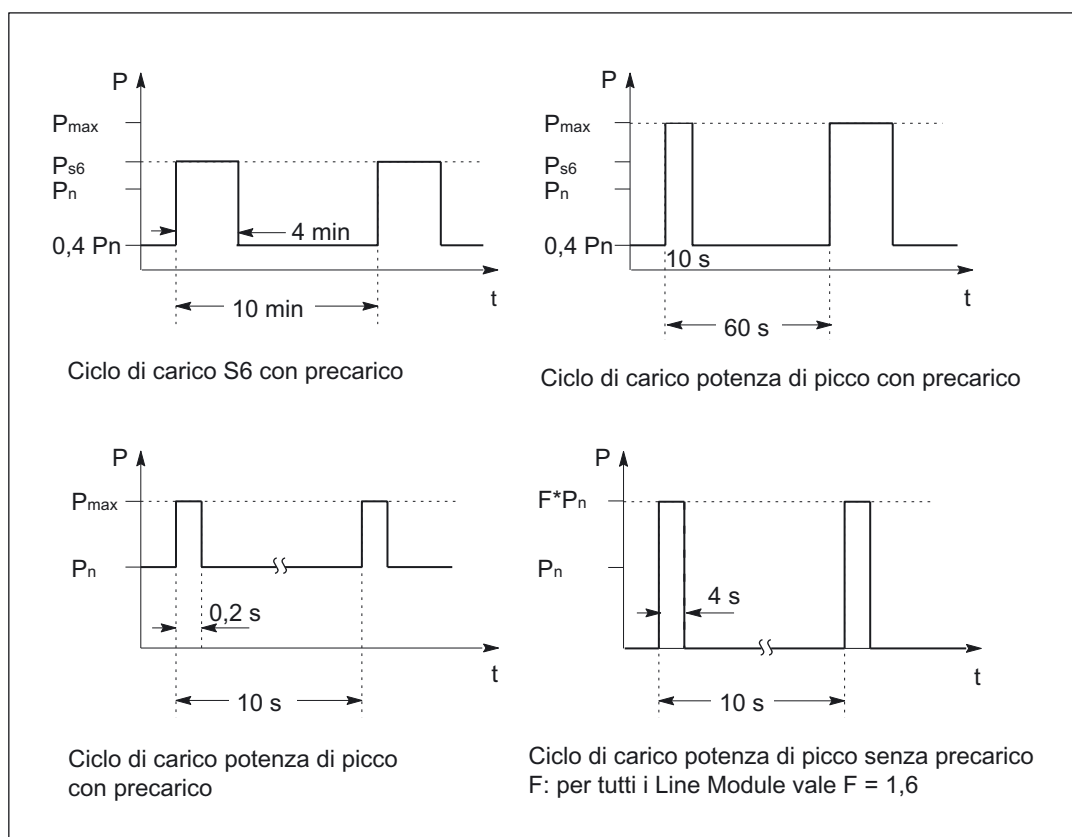 P
Pmax
Ps6
Pn
0,4 Pn
4 min
t
10 min
Ciclo di carico S6 con precarico
P
Pmax
Ps6
Pn
0,4 Pn
10 s
t
60 s
Ciclo di carico potenza di picco con precarico
P
Pmax
Pn
0,2 s
t
10 s
Ciclo di carico potenza di picco
con precarico
P
F*Pn
Pn
4 s
t
10 s
Ciclo di carico potenza di picco senza precarico
F: per tutti i Line Module vale F = 1,6